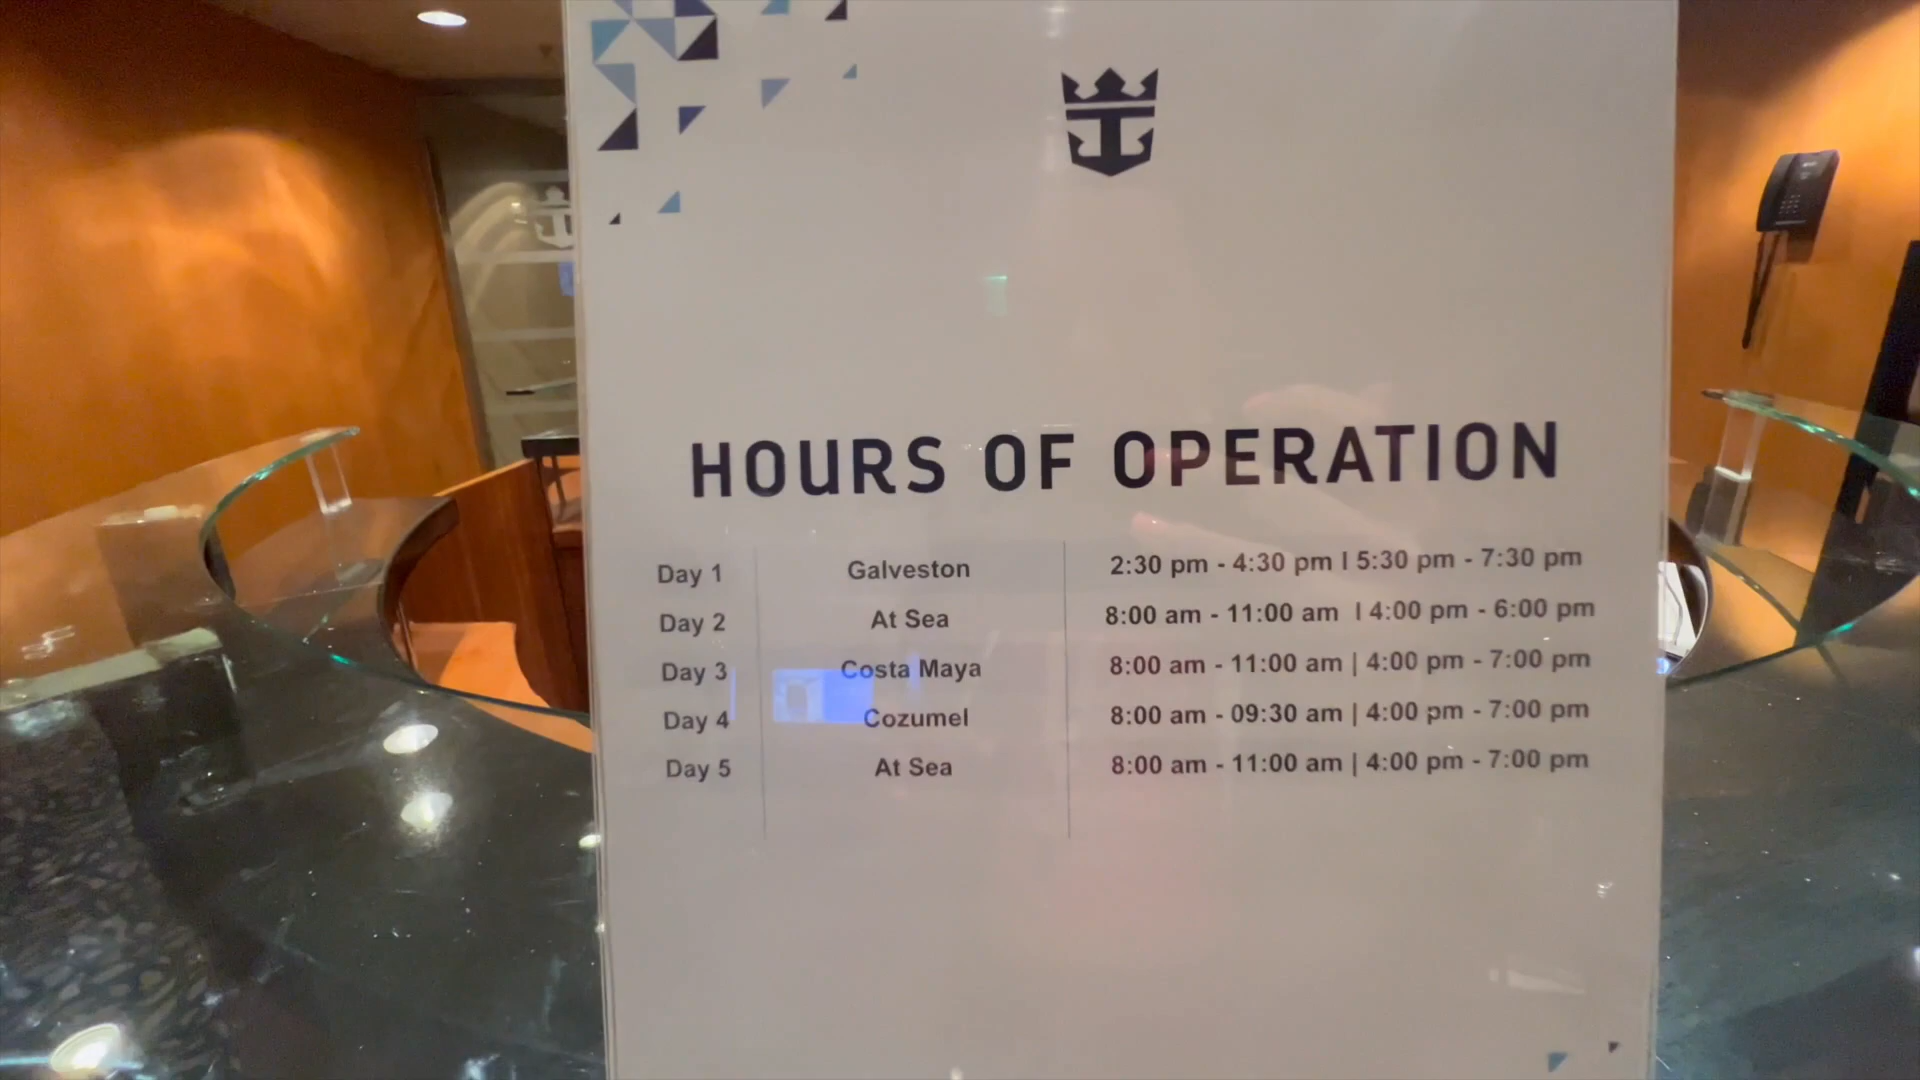 HOURS OF OPERATION
Day 1 Galveston 2:30 pm - 4:30 pm I 5:30 pm - 7:30 pm
Day 2 At Sea 8:00 am - 11:00 am I 4:00 pm - 6:00 pm
Day 3 Costa Maya 8:00 am - 11:00 am | 4:00 pm - 7:00 pm
Day 4 Cozumel 8:00 am - 09:30 am | 4:00 pm - 7:00 pm
Day 5 At Sea 8:00 am - 11:00 am | 4:00 pm - 7:00 pm